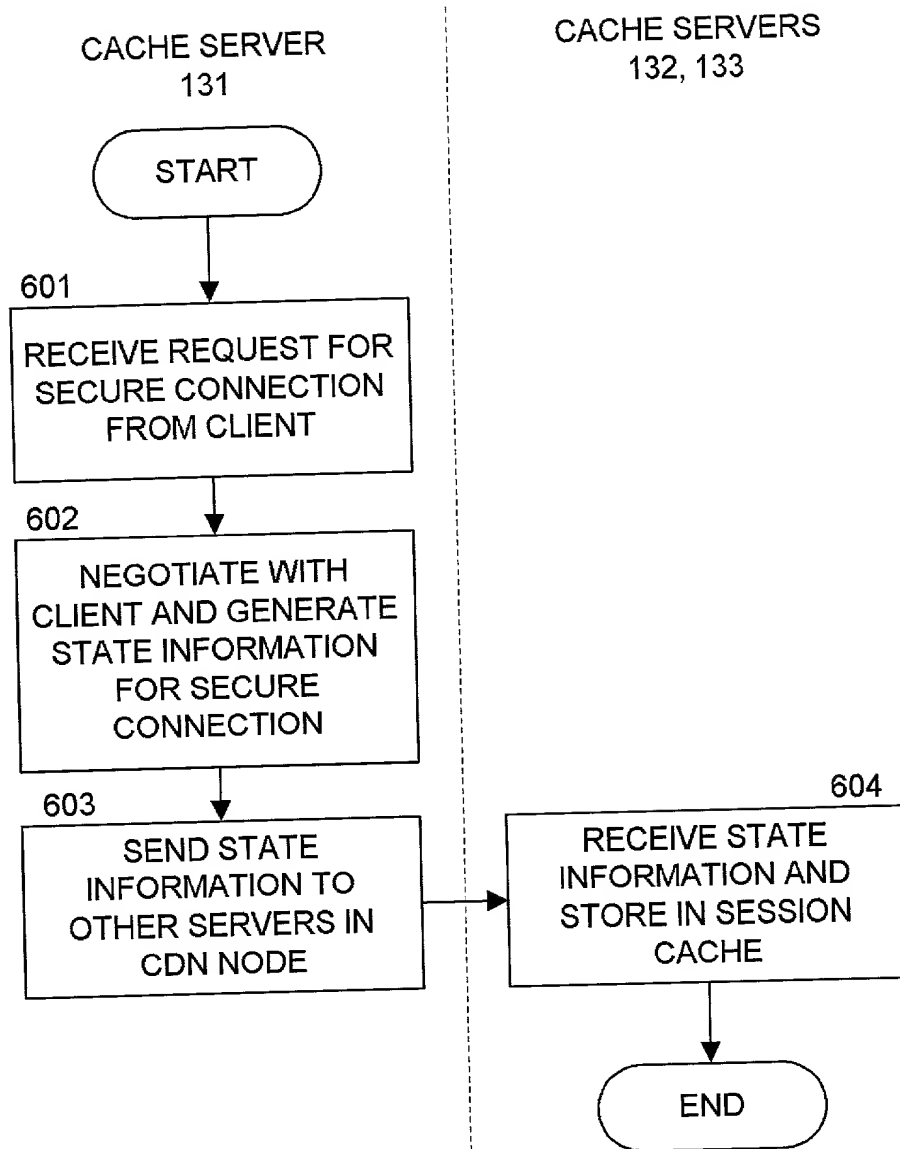 CACHE SERVER
131
CACHE SERVERS
132, 133
START
601
RECEIVE REQUEST FOR
SECURE CONNECTION
FROM CLIENT
602
NEGOTIATE WITH
CLIENT AND GENERATE
STATE INFORMATION
FOR SECURE
CONNECTION
603
SEND STATE
INFORMATION TO
OTHER SERVERS IN
CDN NODE
604
RECEIVE STATE
INFORMATION AND
STORE IN SESSION
CACHE
END